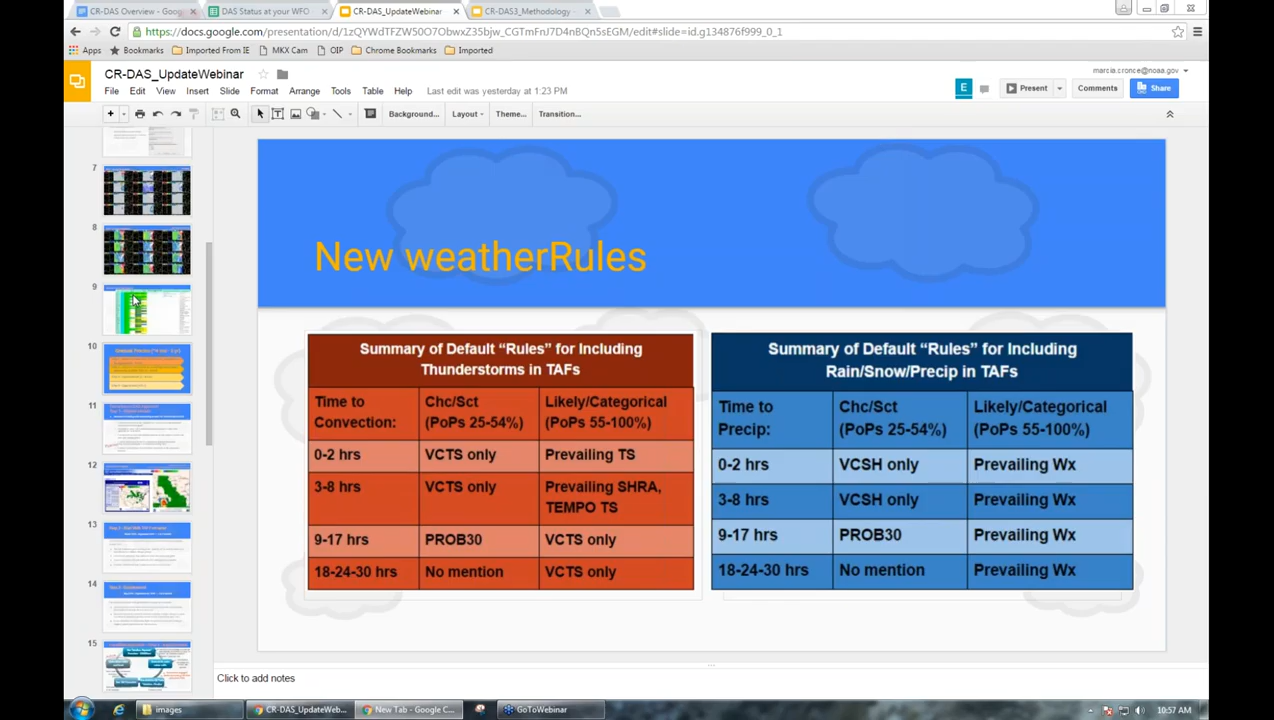 CR-DAS Overview - Goog
DAS Status at your WFO
CR-DAS_UpdateWebinar
CR-DAS3_Methodology -
https://docs.google.com/presentation/d/1zQYWdTFZW50O7ObwxZ35bjw_CGTmFnJ7D4nBQn5sEGM/edit#slide=id.g134876f999_0_1
Apps Bookmarks Imported From IE MKX Cam OIP Chrome Bookmarks Imported
CR-DAS_UpdateWebinar
marcia.cronce@noaa.gov
File Edit View Insert Slide Format Arrange Tools Table Help Last edit was yesterday at 1:23 PM
E Present Comments Share
Background... Layout Theme... Transition...
7
8
9
10
11
12
13
14
15
New weatherRules
Summary of Default “Rules” for Including
Thunderstorms in TAFs
Time to
Convection:
Chc/Sct
(PoPs 25-54%)
Likely/Categorical
(PoPs 55-100%)
0-2 hrs VCTS only Prevailing TS
3-8 hrs VCTS only Prevailing SHRA,
TEMPO TS
9-17 hrs PROB30 VCTS only
18-24-30 hrs No mention VCTS only
Summary of Default “Rules” for Including
Rain/Snow/Precip in TAFs
Time to
Precip:
Chc/Sct
(PoPs 25-54%)
Likely/Categorical
(PoPs 55-100%)
0-2 hrs VCSH only Prevailing Wx
3-8 hrs VCSH only Prevailing Wx
9-17 hrs PROB30 Prevailing Wx
18-24-30 hrs No mention Prevailing Wx
Click to add notes
images
CR-DAS_UpdateWeb...
New Tab - Google C...
GoToWebinar
10:57 AM